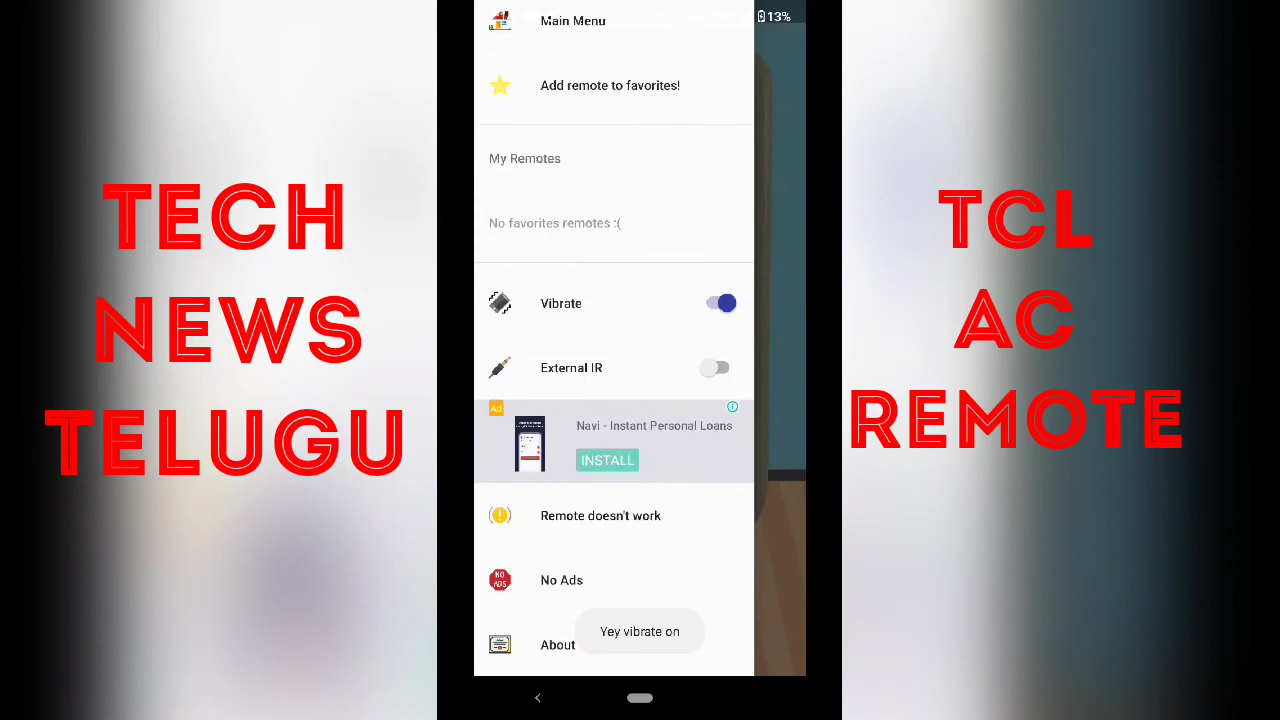 TECH
NEWS
TELUGU
13%
Main Menu
Add remote to favorites!
My Remotes
No favorites remotes :(
Vibrate
External IR
Ad
Navi - Instant Personal Loans
INSTALL
Remote doesn't work
NO ADS
No Ads
About
Yey vibrate on
TCL
AC
REMOTE